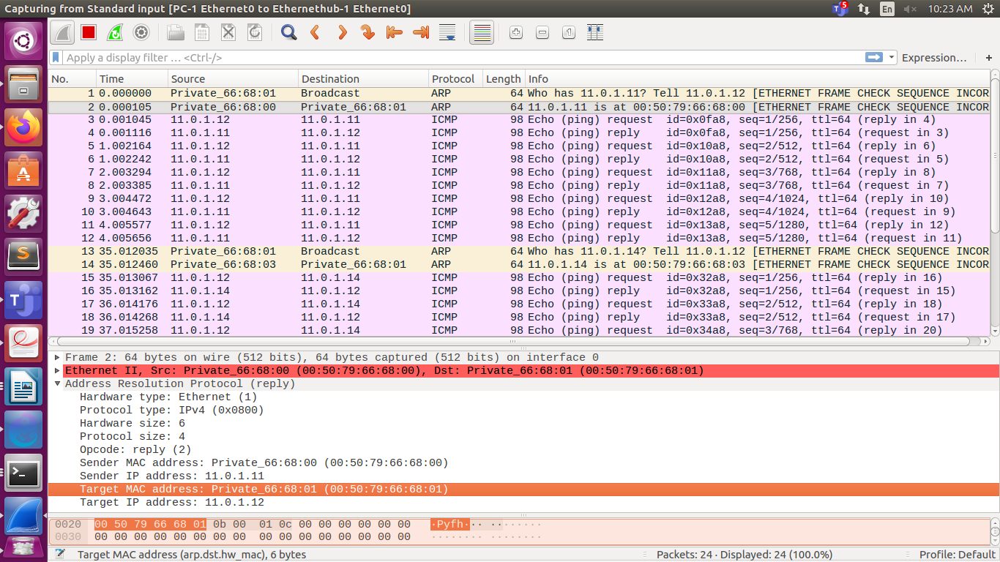 Capturing from Standard input [PC-1 Ethernet0 to Ethernethub-1 Ethernet0] 5 En 10:23 AM
Apply a display filter … <Ctrl-/> Expression… +
No. Time Source Destination Protocol Length Info
1 0.000000 Private_66:68:01 Broadcast ARP 64 Who has 11.0.1.11? Tell 11.0.1.12 [ETHERNET FRAME CHECK SEQUENCE INCOR
2 0.000105 Private_66:68:00 Private_66:68:01 ARP 64 11.0.1.11 is at 00:50:79:66:68:00 [ETHERNET FRAME CHECK SEQUENCE INCOR
3 0.001045 11.0.1.12 11.0.1.11 ICMP 98 Echo (ping) request id=0x0fa8, seq=1/256, ttl=64 (reply in 4)
4 0.001116 11.0.1.11 11.0.1.12 ICMP 98 Echo (ping) reply id=0x0fa8, seq=1/256, ttl=64 (request in 3)
5 1.002164 11.0.1.12 11.0.1.11 ICMP 98 Echo (ping) request id=0x10a8, seq=2/512, ttl=64 (reply in 6)
6 1.002242 11.0.1.11 11.0.1.12 ICMP 98 Echo (ping) reply id=0x10a8, seq=2/512, ttl=64 (request in 5)
7 2.003294 11.0.1.12 11.0.1.11 ICMP 98 Echo (ping) request id=0x11a8, seq=3/768, ttl=64 (reply in 8)
8 2.003385 11.0.1.11 11.0.1.12 ICMP 98 Echo (ping) reply id=0x11a8, seq=3/768, ttl=64 (request in 7)
9 3.004472 11.0.1.12 11.0.1.11 ICMP 98 Echo (ping) request id=0x12a8, seq=4/1024, ttl=64 (reply in 10)
10 3.004643 11.0.1.11 11.0.1.12 ICMP 98 Echo (ping) reply id=0x12a8, seq=4/1024, ttl=64 (request in 9)
11 4.005577 11.0.1.12 11.0.1.11 ICMP 98 Echo (ping) request id=0x13a8, seq=5/1280, ttl=64 (reply in 12)
12 4.005656 11.0.1.11 11.0.1.12 ICMP 98 Echo (ping) reply id=0x13a8, seq=5/1280, ttl=64 (request in 11)
13 35.012035 Private_66:68:01 Broadcast ARP 64 Who has 11.0.1.14? Tell 11.0.1.12 [ETHERNET FRAME CHECK SEQUENCE INCOR
14 35.012460 Private_66:68:03 Private_66:68:01 ARP 64 11.0.1.14 is at 00:50:79:66:68:03 [ETHERNET FRAME CHECK SEQUENCE INCOR
15 35.013067 11.0.1.12 11.0.1.14 ICMP 98 Echo (ping) request id=0x32a8, seq=1/256, ttl=64 (reply in 16)
16 35.013162 11.0.1.14 11.0.1.12 ICMP 98 Echo (ping) reply id=0x32a8, seq=1/256, ttl=64 (request in 15)
17 36.014176 11.0.1.12 11.0.1.14 ICMP 98 Echo (ping) request id=0x33a8, seq=2/512, ttl=64 (reply in 18)
18 36.014268 11.0.1.14 11.0.1.12 ICMP 98 Echo (ping) reply id=0x33a8, seq=2/512, ttl=64 (request in 17)
19 37.015258 11.0.1.12 11.0.1.14 ICMP 98 Echo (ping) request id=0x34a8, seq=3/768, ttl=64 (reply in 20)
Frame 2: 64 bytes on wire (512 bits), 64 bytes captured (512 bits) on interface 0
Ethernet II, Src: Private_66:68:00 (00:50:79:66:68:00), Dst: Private_66:68:01 (00:50:79:66:68:01)
Address Resolution Protocol (reply)
Hardware type: Ethernet (1)
Protocol type: IPv4 (0x0800)
Hardware size: 6
Protocol size: 4
Opcode: reply (2)
Sender MAC address: Private_66:68:00 (00:50:79:66:68:00)
Sender IP address: 11.0.1.11
Target MAC address: Private_66:68:01 (00:50:79:66:68:01)
Target IP address: 11.0.1.12
0020 00 50 79 66 68 01 0b 00 01 0c 00 00 00 00 00 00 ·Pyfh··· ········
0030 00 00 00 00 00 00 00 00 00 00 00 00 00 00 00 00 ········ ········
Target MAC address (arp.dst.hw_mac), 6 bytes Packets: 24 · Displayed: 24 (100.0%) Profile: Default